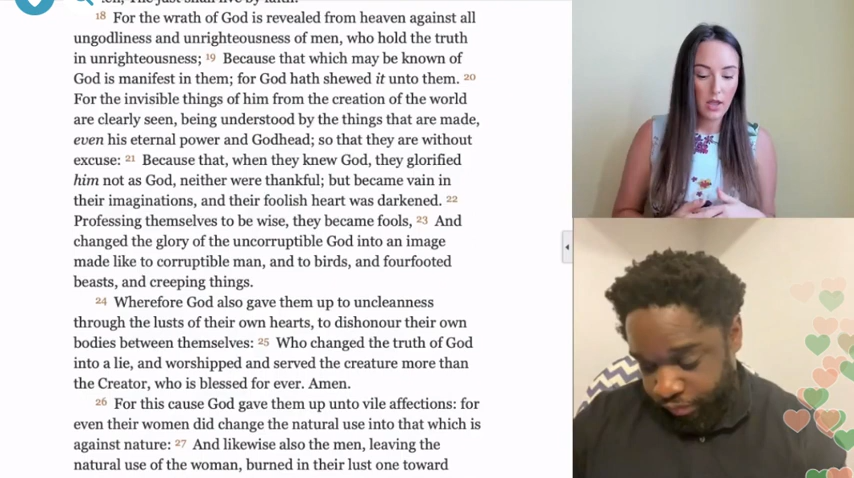 The just shall live by faith.
18 For the wrath of God is revealed from heaven against all
ungodliness and unrighteousness of men, who hold the truth
in unrighteousness; 19 Because that which may be known of
God is manifest in them; for God hath shewed it unto them. 20
For the invisible things of him from the creation of the world
are clearly seen, being understood by the things that are made,
even his eternal power and Godhead; so that they are without
excuse: 21 Because that, when they knew God, they glorified
him not as God, neither were thankful; but became vain in
their imaginations, and their foolish heart was darkened. 22
Professing themselves to be wise, they became fools, 23 And
changed the glory of the uncorruptible God into an image
made like to corruptible man, and to birds, and fourfooted
beasts, and creeping things.
24 Wherefore God also gave them up to uncleanness
through the lusts of their own hearts, to dishonour their own
bodies between themselves: 25 Who changed the truth of God
into a lie, and worshipped and served the creature more than
the Creator, who is blessed for ever. Amen.
26 For this cause God gave them up unto vile affections: for
even their women did change the natural use into that which is
against nature: 27 And likewise also the men, leaving the
natural use of the woman, burned in their lust one toward